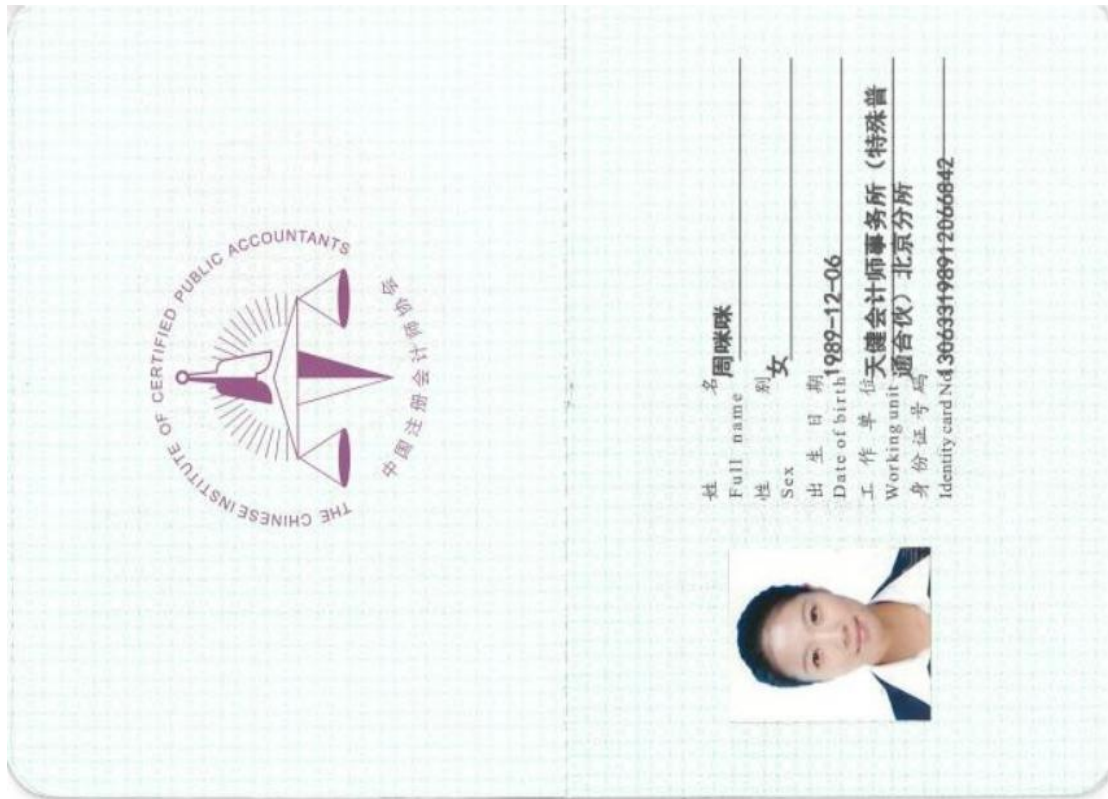 THE CHINESE INSTITUTE OF CERTIFIED PUBLIC ACCOUNTANTS
中国注册会计师协会
姓名 周咪咪
Full name
性别 女
Sex
出生日期 1989-12-06
Date of birth
工作单位 天健会计师事务所（特殊普
Working unit 通合伙）北京分所
身份证号码
Identity card No. 130633198912066842